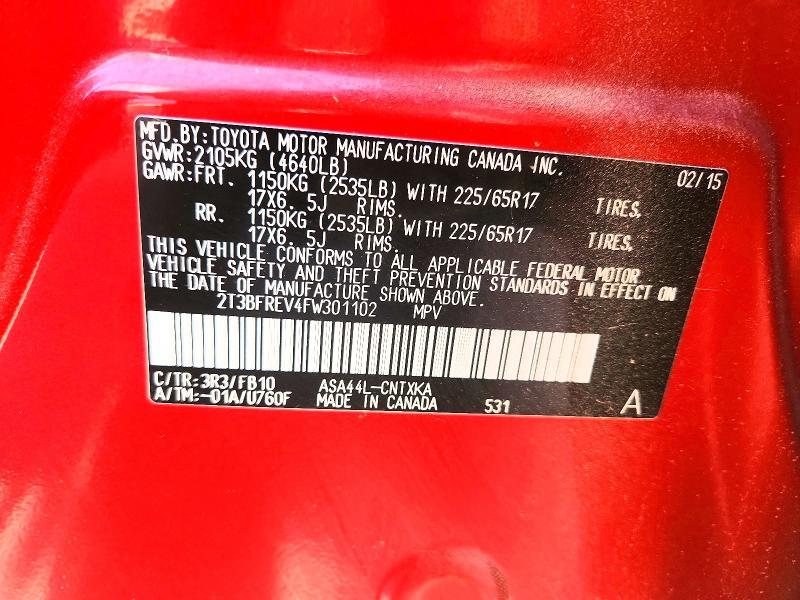 MFD.BY:TOYOTA MOTOR MANUFACTURING CANADA INC.
GVWR:2105KG (4640LB) 02/15
GAWR:FRT. 1150KG (2535LB) WITH 225/65R17 TIRES,
17X6.5J RIMS.
RR. 1150KG (2535LB) WITH 225/65R17 TIRES,
17X6.5J RIMS.
THIS VEHICLE CONFORMS TO ALL APPLICABLE FEDERAL MOTOR
VEHICLE SAFETY AND THEFT PREVENTION STANDARDS IN EFFECT ON
THE DATE OF MANUFACTURE SHOWN ABOVE.
2T3BFREV4FW301102 MPV
C/TR:3R3/FB10 ASA44L-CNTXKA
A/TM:-01A/U760F MADE IN CANADA 531 A